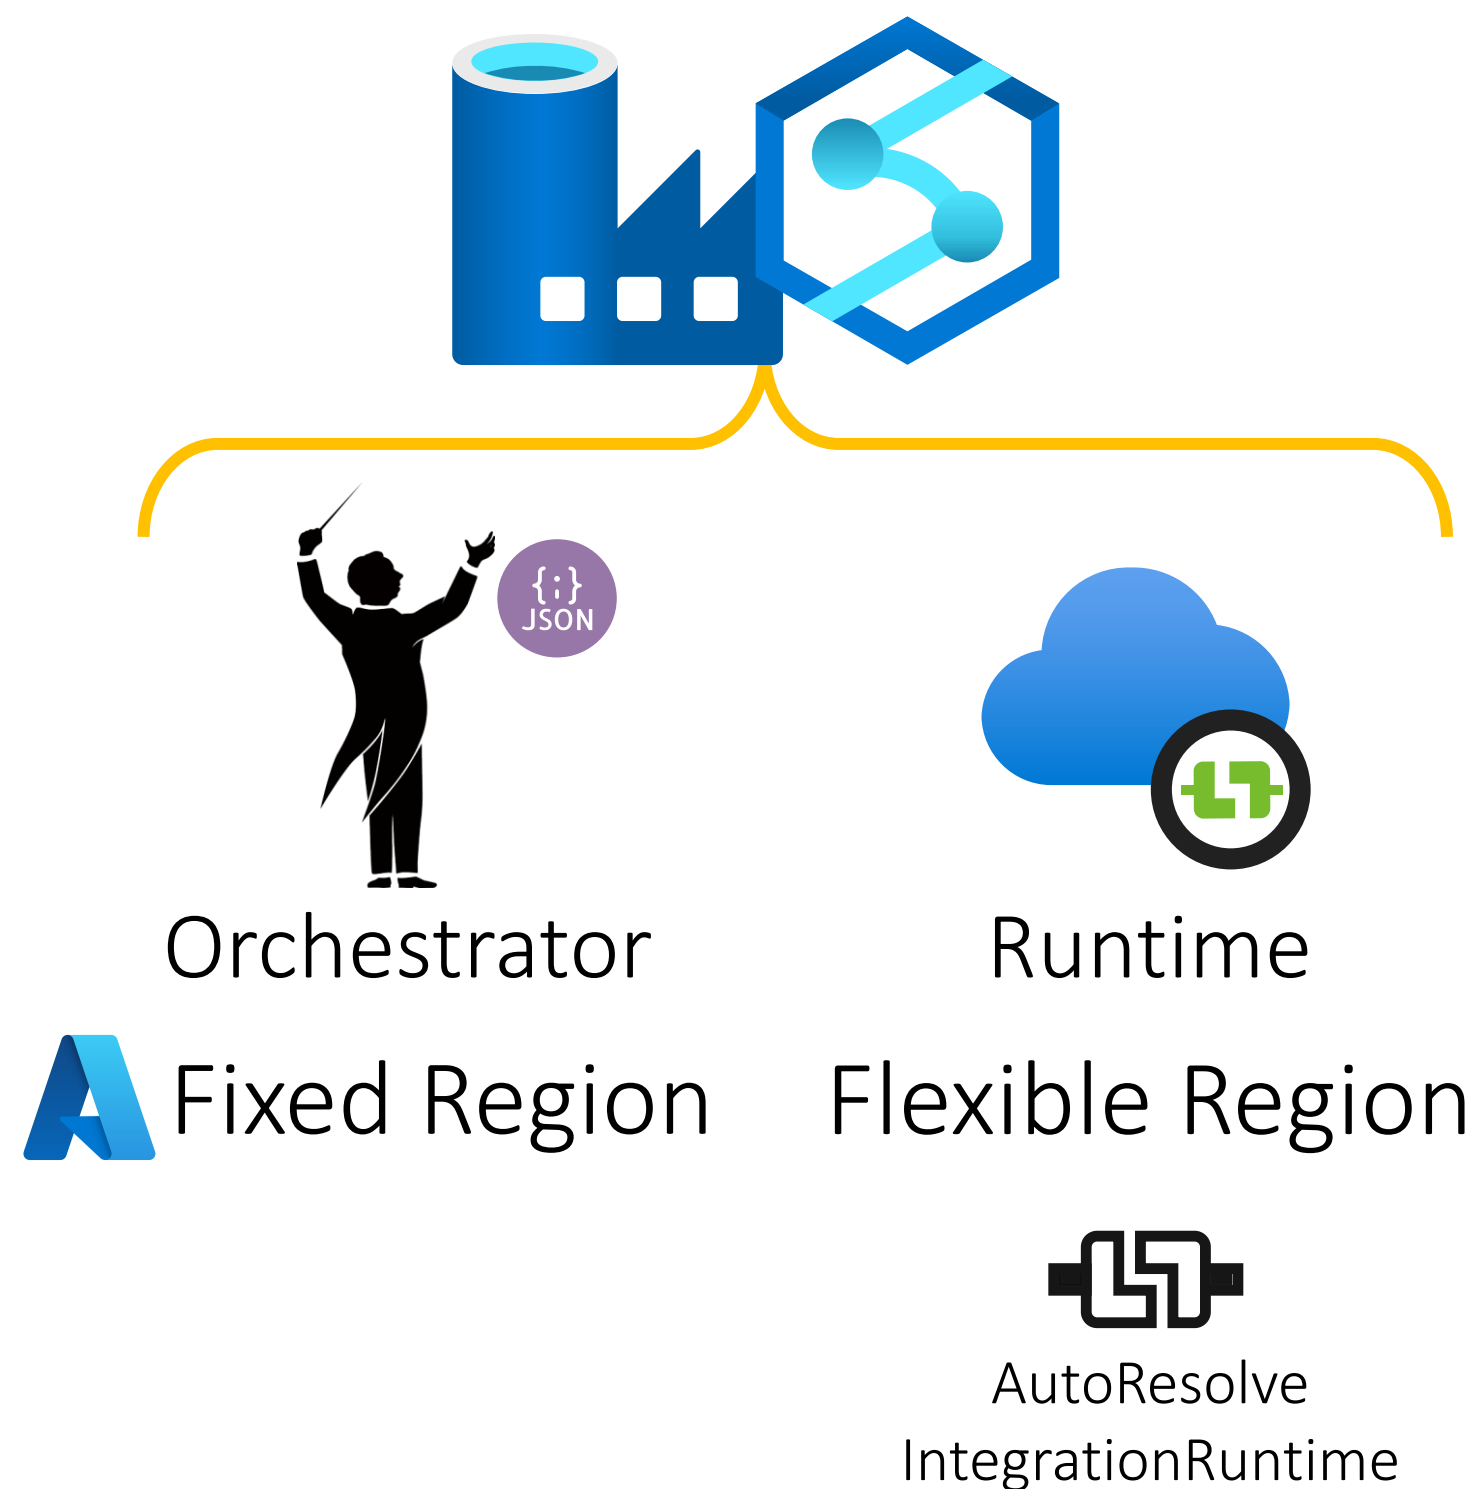 {;}
JSON
Orchestrator
Runtime
Fixed Region
Flexible Region
AutoResolve
IntegrationRuntime